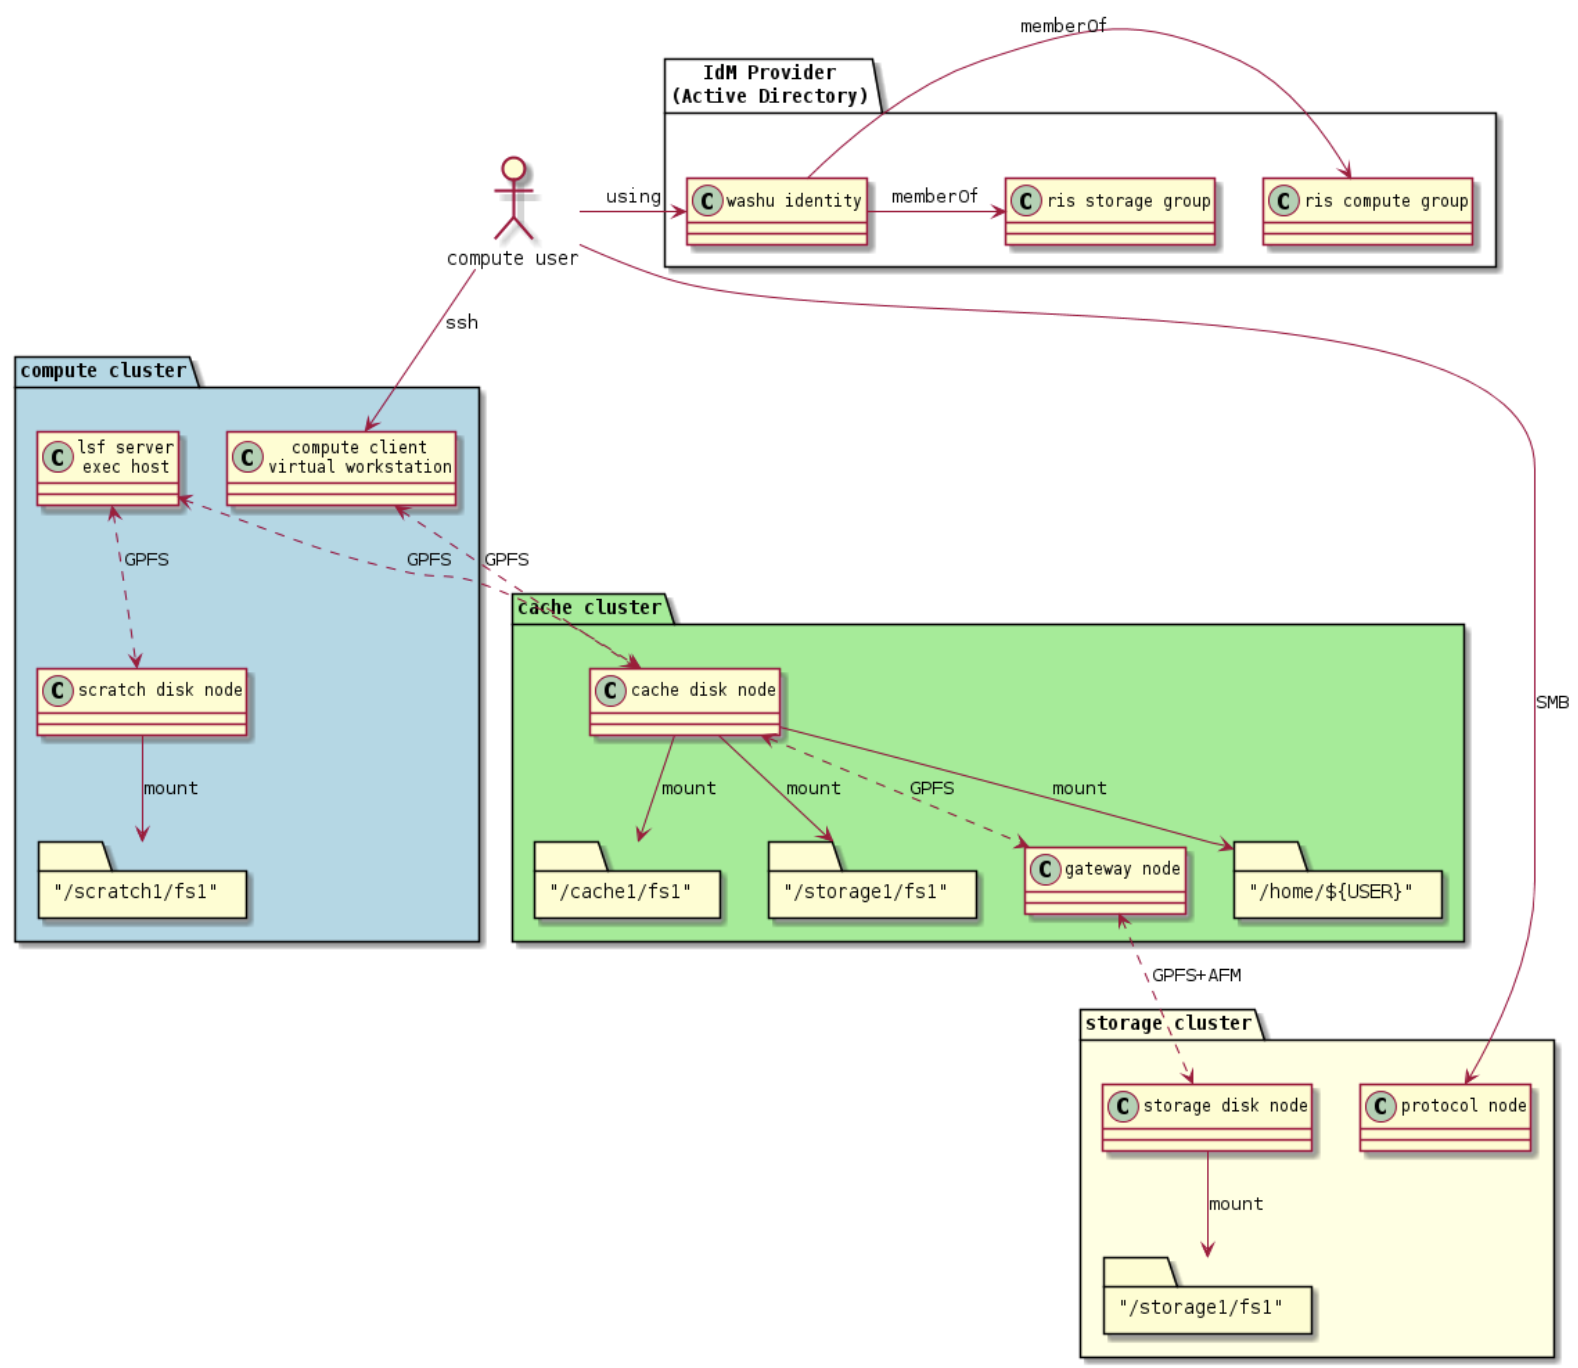 memberOf
IdM Provider
(Active Directory)
using
C washu identity
memberOf
C ris storage group
C ris compute group
compute user
ssh
compute cluster
C lsf server
exec host
C compute client
virtual workstation
GPFS
GPFS
GPFS
cache cluster
C scratch disk node
C cache disk node
SMB
mount
mount
mount
GPFS
mount
"/scratch1/fs1"
"/cache1/fs1"
"/storage1/fs1"
C gateway node
"/home/${USER}"
GPFS+AFM
storage cluster
C storage disk node
C protocol node
mount
"/storage1/fs1"